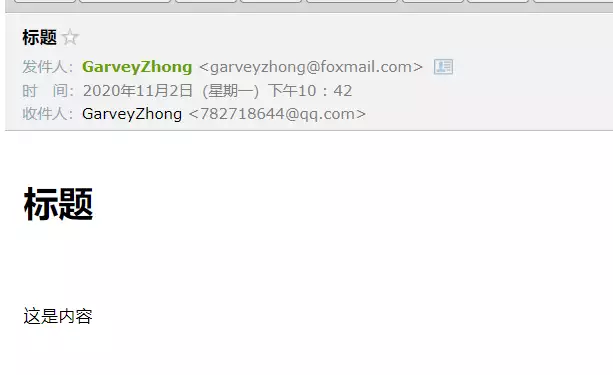 标题
发件人：GarveyZhong <garveyzhong@foxmail.com>
时　间：2020年11月2日（星期一）下午10：42
收件人：GarveyZhong <782718644@qq.com>
标题
这是内容